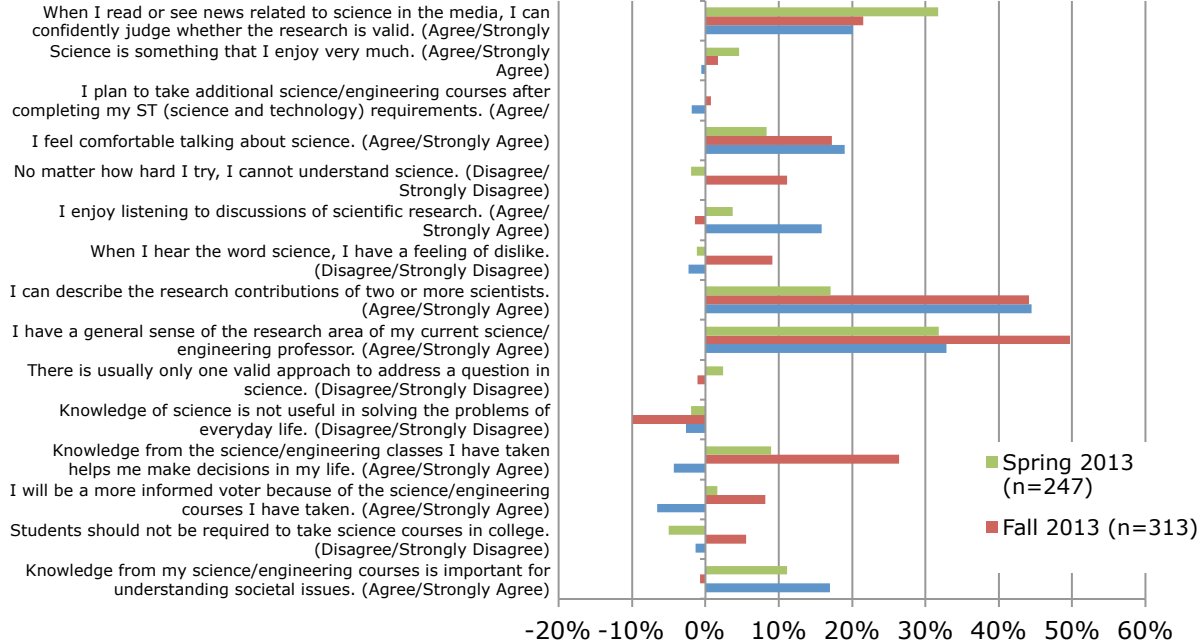 When I read or see news related to science in the media, I can
confidently judge whether the research is valid. (Agree/Strongly
Science is something that I enjoy very much. (Agree/Strongly
Agree)
I plan to take additional science/engineering courses after
completing my ST (science and technology) requirements. (Agree/
I feel comfortable talking about science. (Agree/Strongly Agree)
No matter how hard I try, I cannot understand science. (Disagree/
Strongly Disagree)
I enjoy listening to discussions of scientific research. (Agree/
Strongly Agree)
When I hear the word science, I have a feeling of dislike.
(Disagree/Strongly Disagree)
I can describe the research contributions of two or more scientists.
(Agree/Strongly Agree)
I have a general sense of the research area of my current science/
engineering professor. (Agree/Strongly Agree)
There is usually only one valid approach to address a question in
science. (Disagree/Strongly Disagree)
Knowledge of science is not useful in solving the problems of
everyday life. (Disagree/Strongly Disagree)
Knowledge from the science/engineering classes I have taken
helps me make decisions in my life. (Agree/Strongly Agree)
I will be a more informed voter because of the science/engineering
courses I have taken. (Agree/Strongly Agree)
Students should not be required to take science courses in college.
(Disagree/Strongly Disagree)
Knowledge from my science/engineering courses is important for
understanding societal issues. (Agree/Strongly Agree)
Spring 2013
(n=247)
Fall 2013 (n=313)
-20% -10% 0% 10% 20% 30% 40% 50% 60%